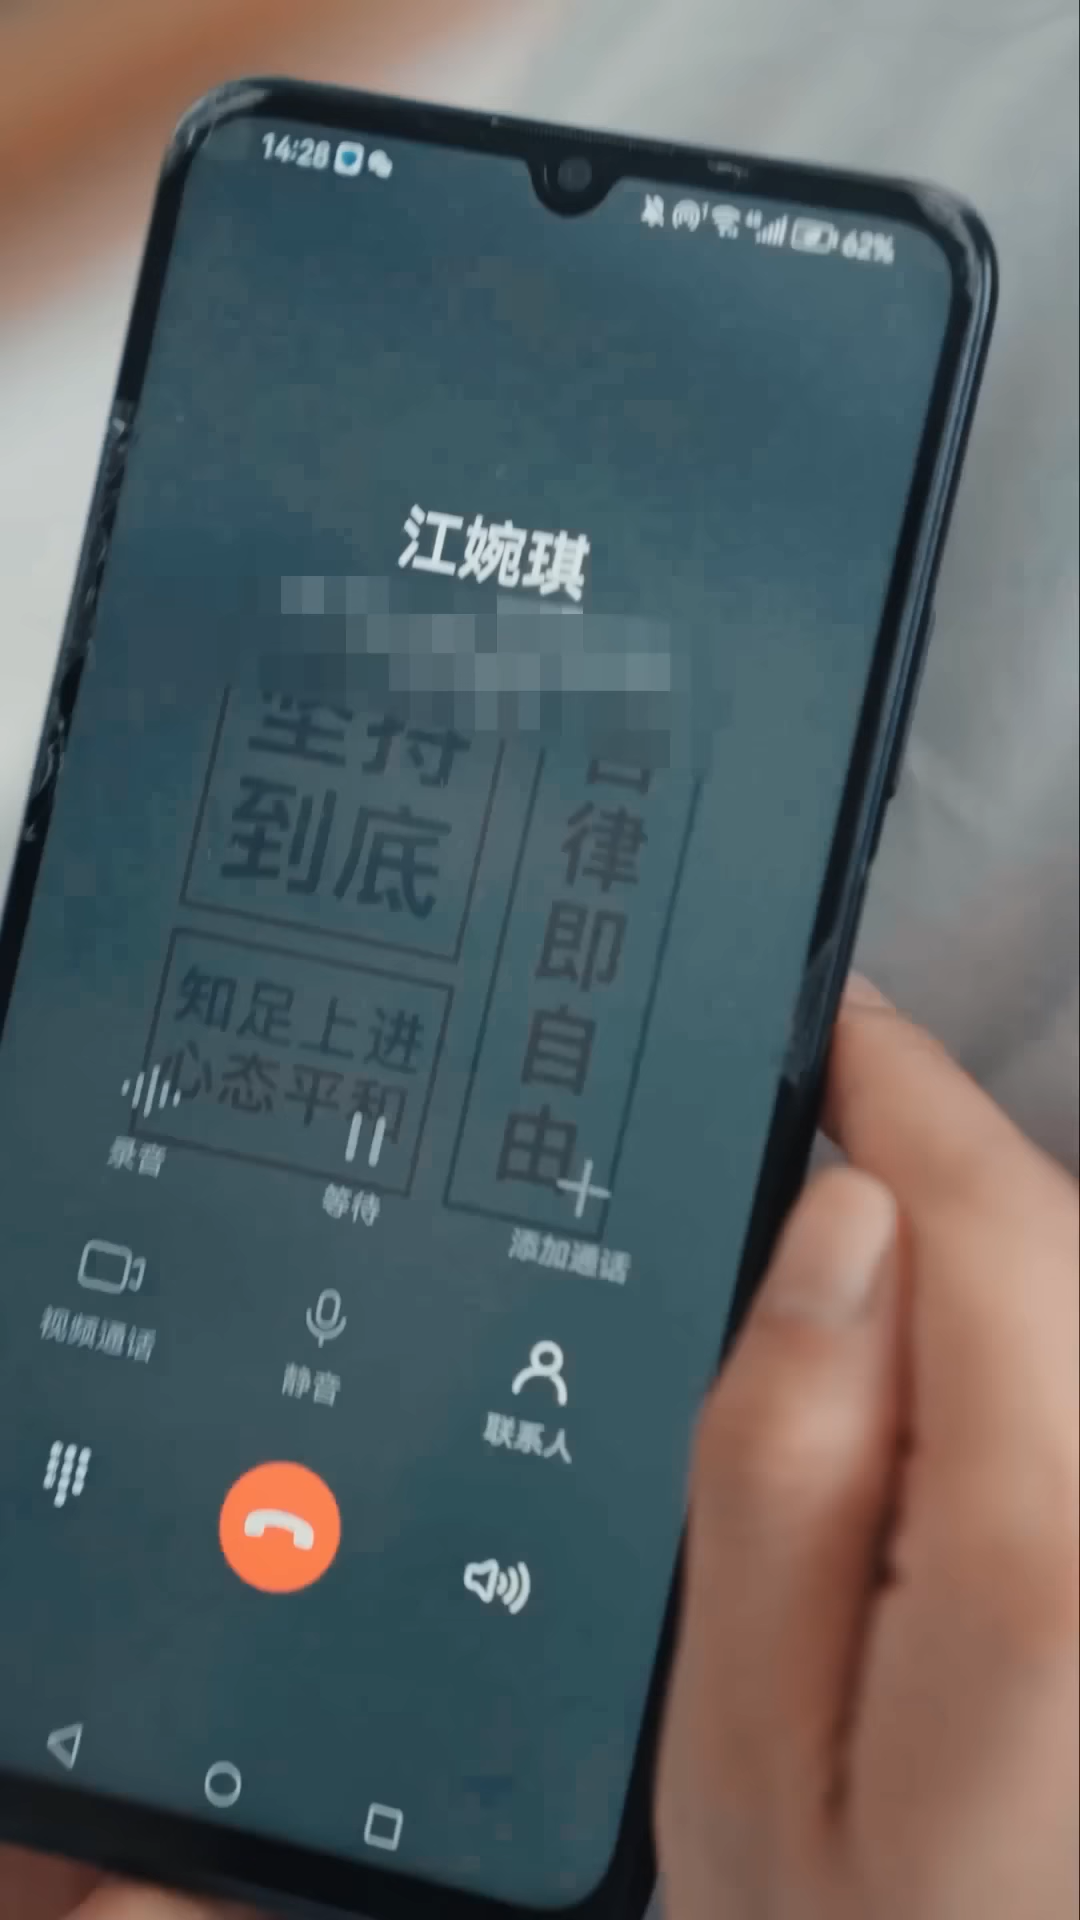 14:28
4G 62%
江婉琪
坚持
到底
自律即自由
知足上进
心态平和
录音
等待
添加通话
视频通话
静音
联系人